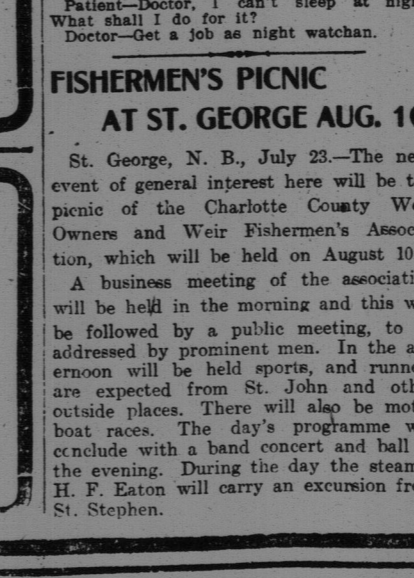 Patient—Doctor, I can't sleep at nigh
What shall I do for it?
Doctor—Get a job as night watchan.
FISHERMEN'S PICNIC
AT ST. GEORGE AUG. 10
St. George, N. B., July 23.—The ne
event of general interest here will be t
picnic of the Charlotte County We
Owners and Weir Fishermen's Assoc
tion, which will be held on August 10
A business meeting of the associati
will be held in the morning and this w
be followed by a public meeting, to
addressed by prominent men. In the a
ernoon will be held sports, and runne
are expected from St. John and oth
outside places. There will also be mot
boat races. The day's programme w
ccnclude with a band concert and ball
the evening. During the day the steam
H. F. Eaton will carry an excursion fr
St. Stephen.